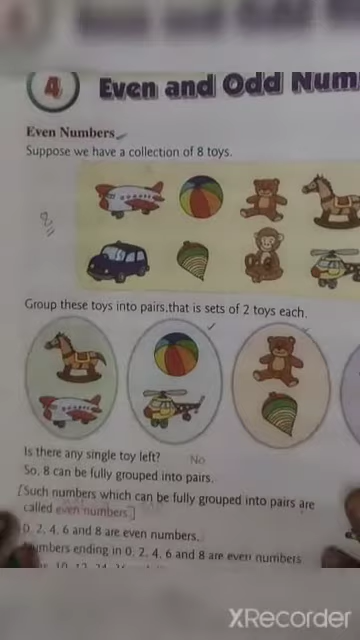 4 Even and Odd Num
Even Numbers
Suppose we have a collection of 8 toys.
8
Group these toys into pairs, that is sets of 2 toys each.
Is there any single toy left? No
So, 8 can be fully grouped into pairs.
[Such numbers which can be fully grouped into pairs are
called even numbers.]
0, 2, 4, 6 and 8 are even numbers.
umbers ending in 0, 2, 4, 6 and 8 are even numbers
XRecorder